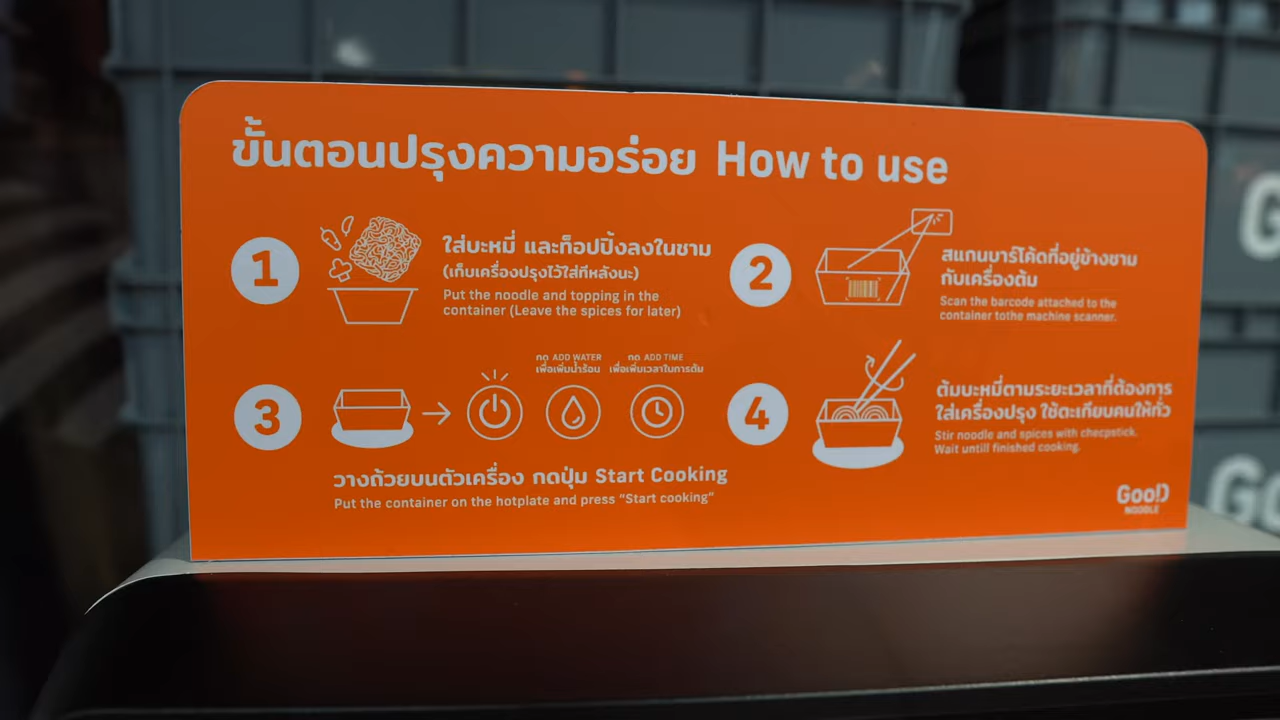 ขั้นตอนปรุงความอร่อย How to use
1
ใส่บะหมี่ และท็อปปิ้งลงในชาม
(เก็บเครื่องปรุงไว้ใส่ทีหลังนะ)
Put the noodle and topping in the
container (Leave the spices for later)
2
สแกนบาร์โค้ดที่อยู่ข้างชาม
กับเครื่องต้ม
Scan the barcode attached to the
container tothe machine scanner.
3
กด ADD WATER
เพื่อเพิ่มน้ำร้อน
กด ADD TIME
เพื่อเพิ่มเวลาในการต้ม
วางถ้วยบนตัวเครื่อง กดปุ่ม Start Cooking
Put the container on the hotplate and press "Start cooking"
4
ต้มบะหมี่ตามระยะเวลาที่ต้องการ
ใส่เครื่องปรุง ใช้ตะเกียบคนให้ทั่ว
Stir noodle and spices with checpstick.
Wait untill finished cooking.
GooD
NOODLE